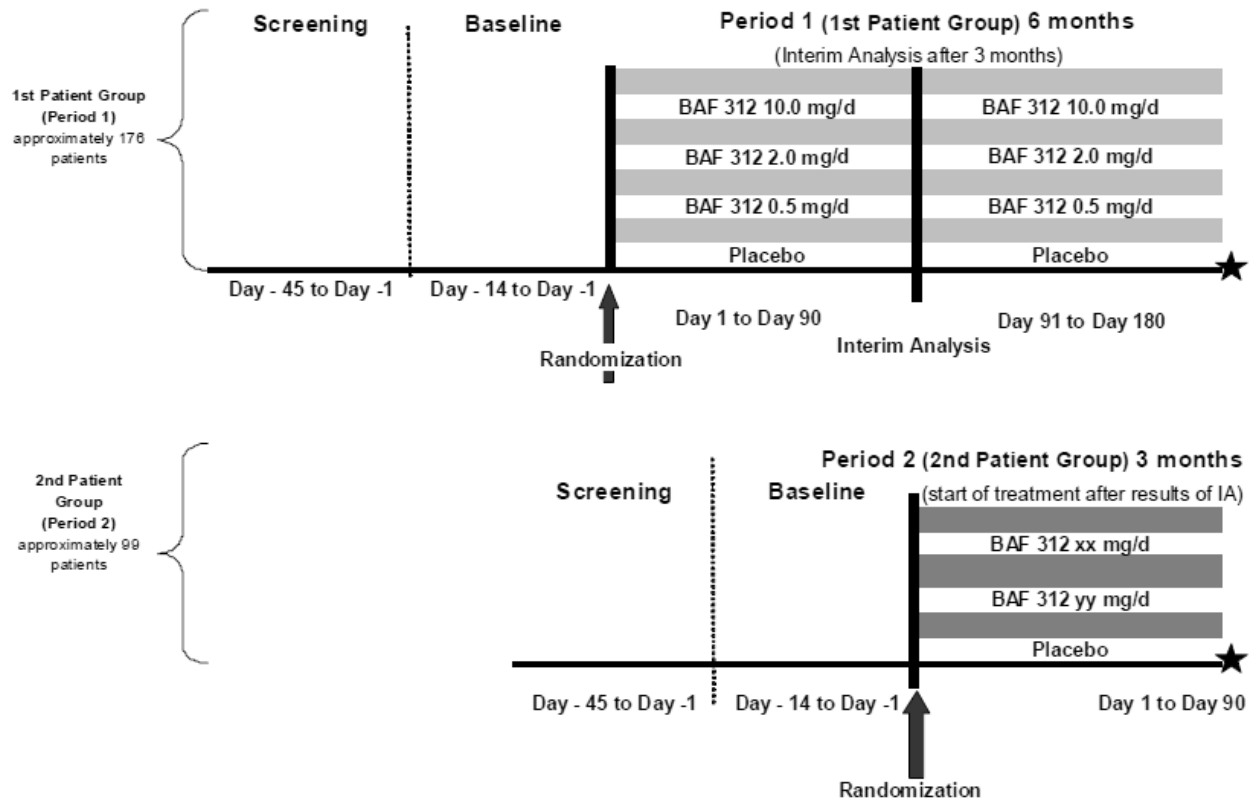 Screening
Baseline
Period 1 (1st Patient Group) 6 months
(Interim Analysis after 3 months)
1st Patient Group
(Period 1)
approximately 176
patients
BAF 312 10.0 mg/d
BAF 312 10.0 mg/d
BAF 312 2.0 mg/d
BAF 312 2.0 mg/d
BAF 312 0.5 mg/d
BAF 312 0.5 mg/d
Placebo
Placebo
Day - 45 to Day -1
Day - 14 to Day -1
Day 1 to Day 90
Day 91 to Day 180
Randomization
Interim Analysis
Period 2 (2nd Patient Group) 3 months
Screening
Baseline
(start of treatment after results of IA)
2nd Patient
Group
(Period 2)
approximately 99
patients
BAF 312 xx mg/d
BAF 312 yy mg/d
Placebo
Day - 45 to Day -1
Day - 14 to Day -1
Day 1 to Day 90
Randomization